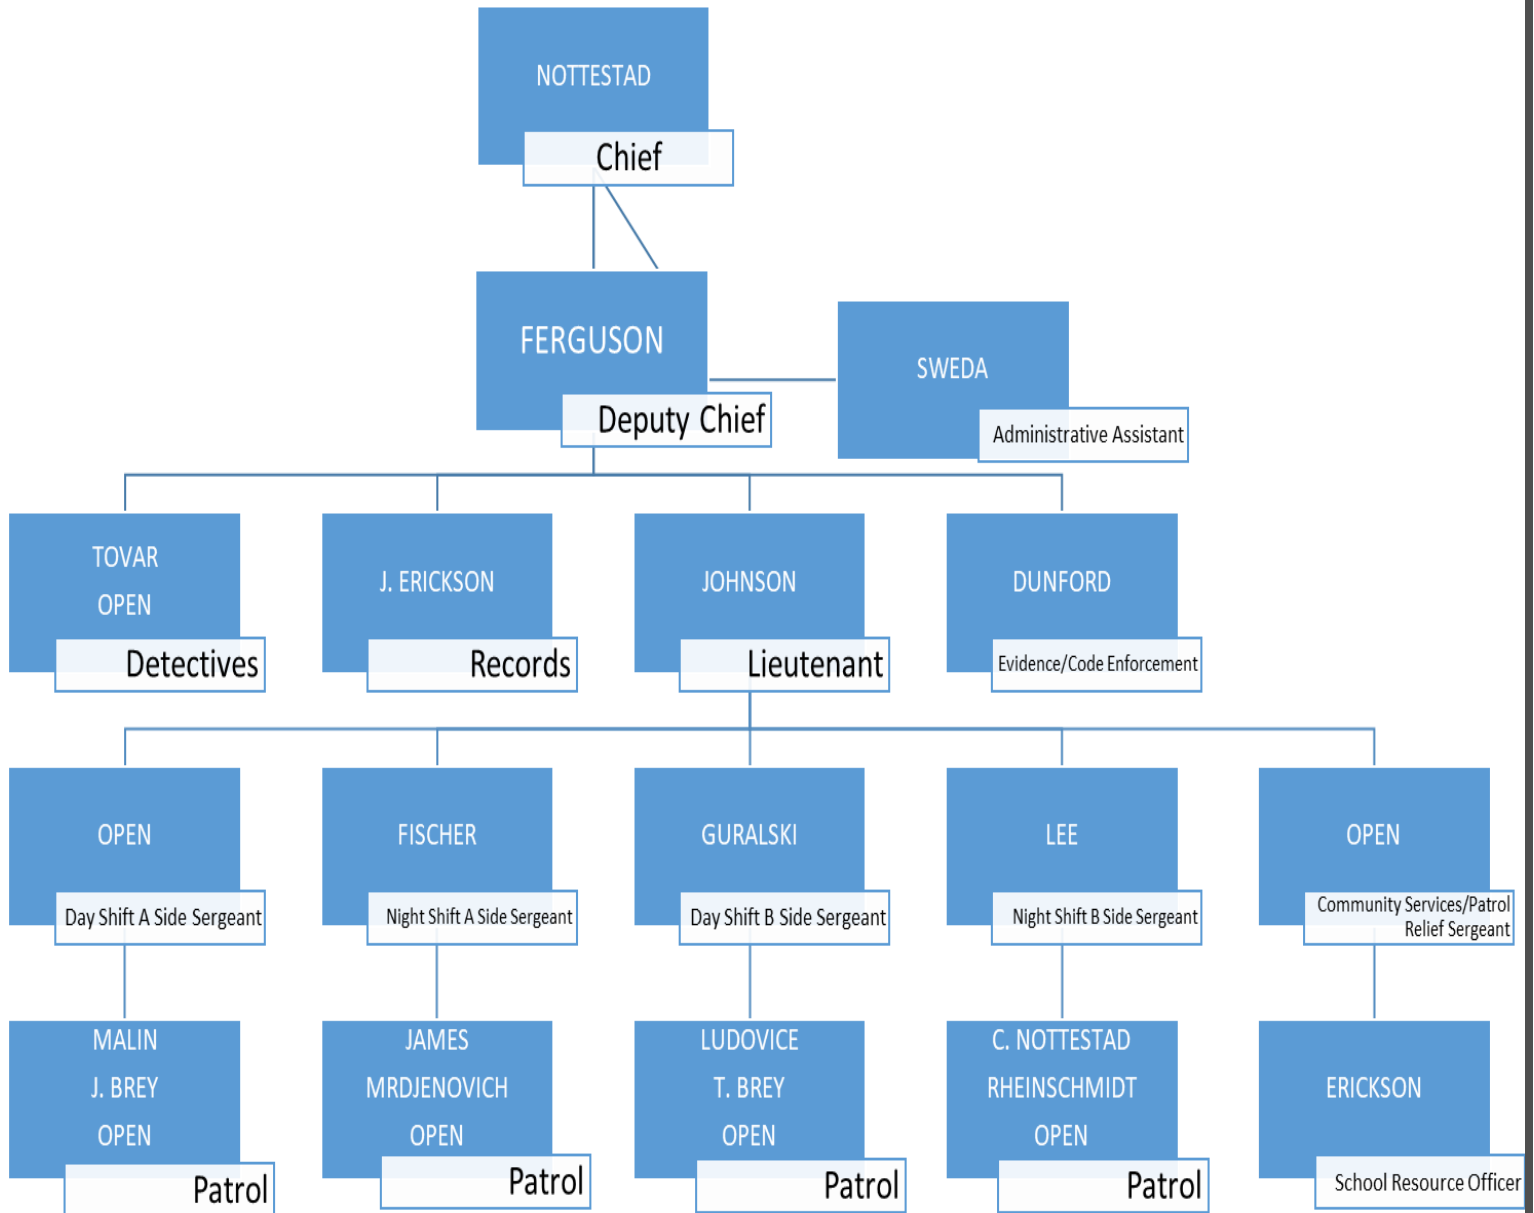 NOTTESTAD
Chief
FERGUSON
Deputy Chief
SWEDA
Administrative Assistant
TOVAR
OPEN
Detectives
J. ERICKSON
Records
JOHNSON
Lieutenant
DUNFORD
Evidence/Code Enforcement
OPEN
Day Shift A Side Sergeant
FISCHER
Night Shift A Side Sergeant
GURALSKI
Day Shift B Side Sergeant
LEE
Night Shift B Side Sergeant
OPEN
Community Services/Patrol
Relief Sergeant
MALIN
J. BREY
OPEN
Patrol
JAMES
MRDJENOVICH
OPEN
Patrol
LUDOVICE
T. BREY
OPEN
Patrol
C. NOTTESTAD
RHEINSCHMIDT
OPEN
Patrol
ERICKSON
School Resource Officer